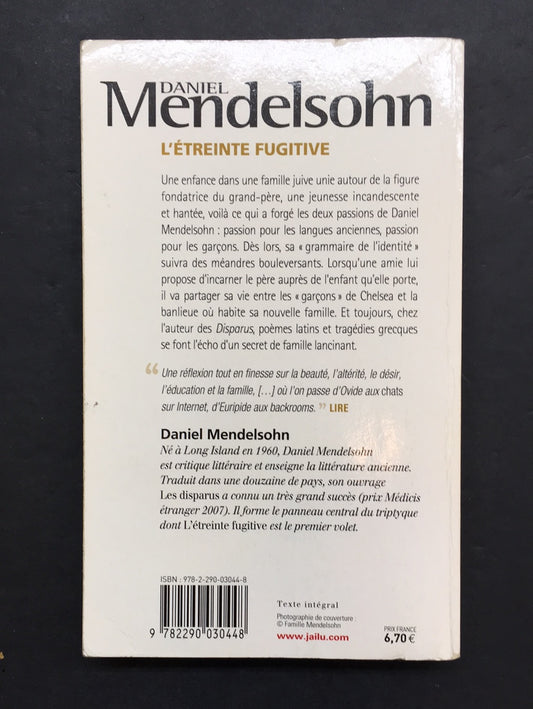 DANIEL
Mendelsohn
L'ÉTREINTE FUGITIVE
Une enfance dans une famille juive unie autour de la figure
fondatrice du grand-père, une jeunesse incandescente
et hantée, voilà ce qui a forgé les deux passions de Daniel
Mendelsohn : passion pour les langues anciennes, passion
pour les garçons. Dès lors, sa « grammaire de l'identité »
suivra des méandres bouleversants. Lorsqu'une amie lui
propose d'incarner le père auprès de l'enfant qu'elle porte,
il va partager sa vie entre les « garçons » de Chelsea et la
banlieue où habite sa nouvelle famille. Et toujours, chez
l'auteur des Disparus, poèmes latins et tragédies grecques
se font l'écho d'un secret de famille lancinant.
“ Une réflexion tout en finesse sur la beauté, l'altérité, le désir,
l'éducation et la famille, [...] où l'on passe d'Ovide aux chats
sur Internet, d'Euripide aux backrooms. ” LIRE
Daniel Mendelsohn
Né à Long Island en 1960, Daniel Mendelsohn
est critique littéraire et enseigne la littérature ancienne.
Traduit dans une douzaine de pays, son ouvrage
Les disparus a connu un très grand succès (prix Médicis
étranger 2007). Il forme le panneau central du triptyque
dont L'étreinte fugitive est le premier volet.
ISBN : 978-2-290-03044-8
9 782290 030448
Texte intégral
Photographie de couverture :
© Famille Mendelsohn
www.jailu.com
PRIX FRANCE
6,70 €